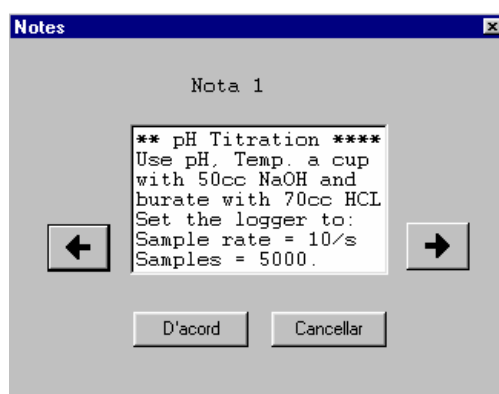 Notes
Nota 1
** pH Titration ****
Use pH, Temp. a cup
with 50cc NaOH and
burate with 70cc HCL
Set the logger to:
Sample rate = 10/s
Samples = 5000.
D'acord
Cancellar